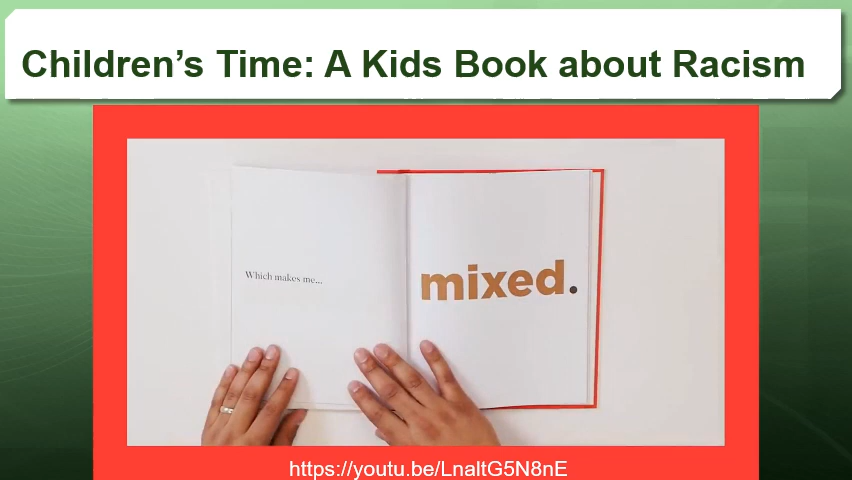 Children’s Time: A Kids Book about Racism
Which makes me...
mixed.
https://youtu.be/LnaltG5N8nE